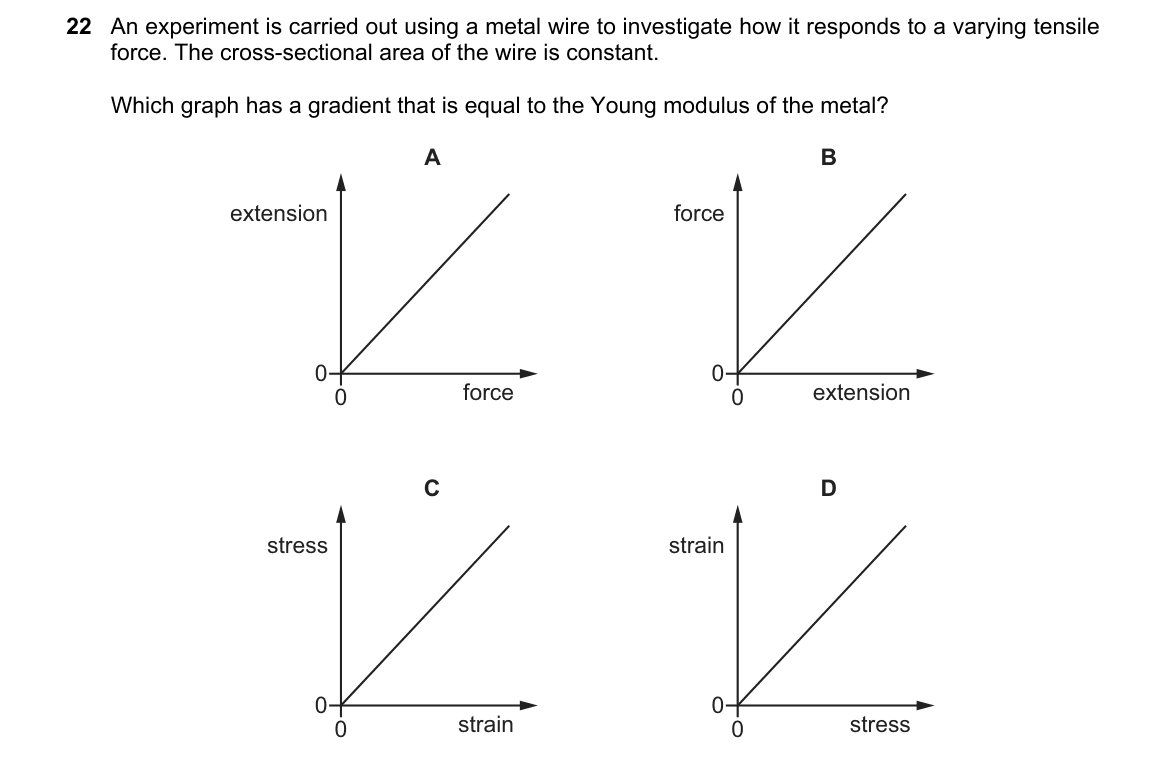 22 An experiment is carried out using a metal wire to investigate how it responds to a varying tensile
force. The cross-sectional area of the wire is constant.
Which graph has a gradient that is equal to the Young modulus of the metal?
A
extension
0
0
force
B
force
0
0
extension
C
stress
0
0
strain
D
strain
0
0
stress